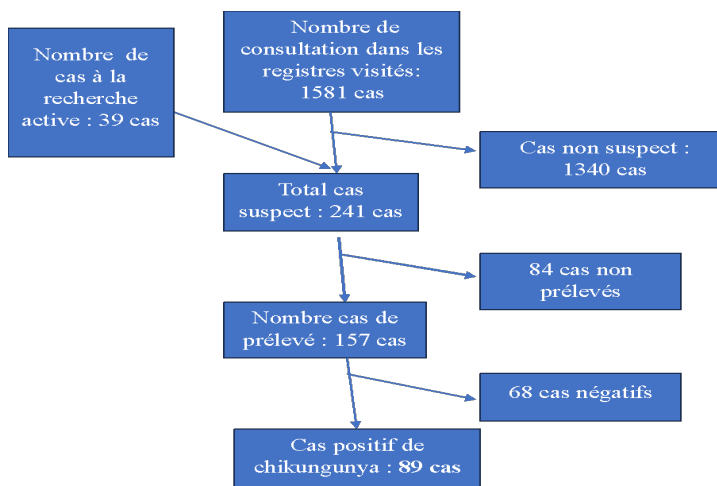 Nombre de
cas à la
recherche
active : 39 cas
Nombre de
consultation dans les
registres visités:
1581 cas
Cas non suspect :
1340 cas
Total cas
suspect : 241 cas
84 cas non
prélevés
Nombre cas de
prélevé : 157 cas
68 cas négatifs
Cas positif de
chikungunya : 89 cas